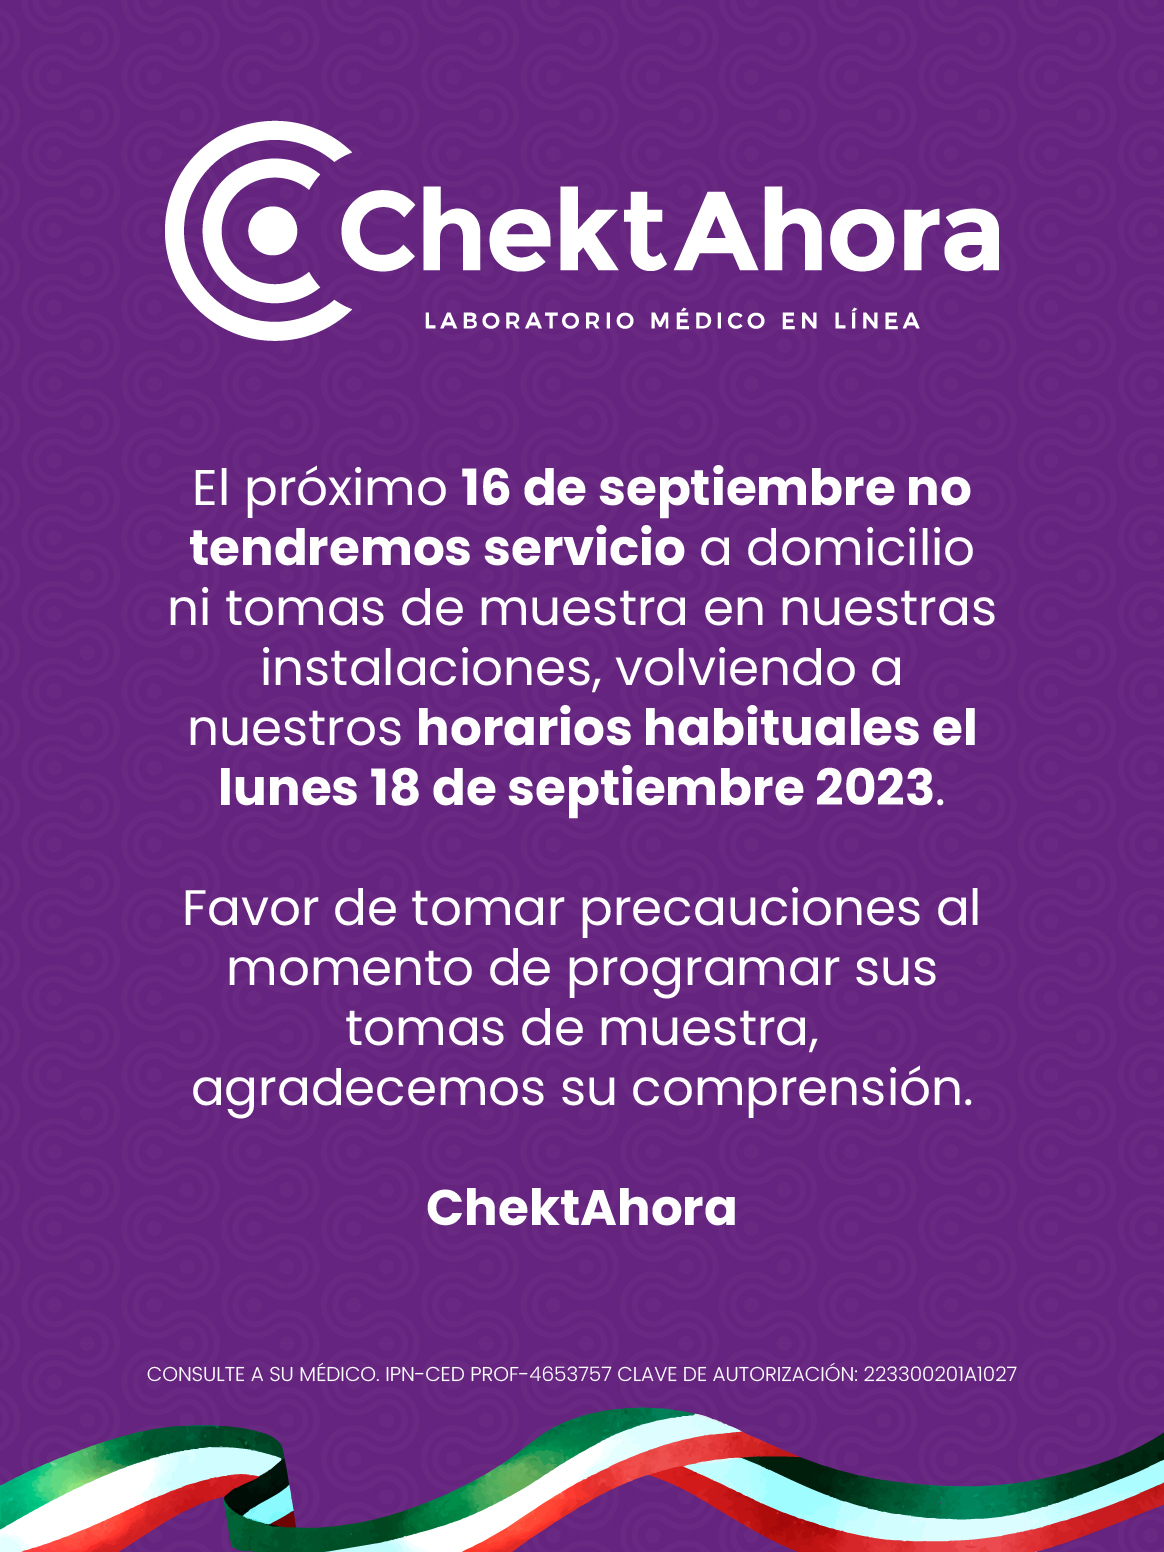 ChektAhora
LABORATORIO MÉDICO EN LÍNEA
El próximo 16 de septiembre no
tendremos servicio a domicilio
ni tomas de muestra en nuestras
instalaciones, volviendo a
nuestros horarios habituales el
lunes 18 de septiembre 2023.
Favor de tomar precauciones al
momento de programar sus
tomas de muestra,
agradecemos su comprensión.
ChektAhora
CONSULTE A SU MÉDICO. IPN-CED PROF-4653757 CLAVE DE AUTORIZACIÓN: 223300201A1027